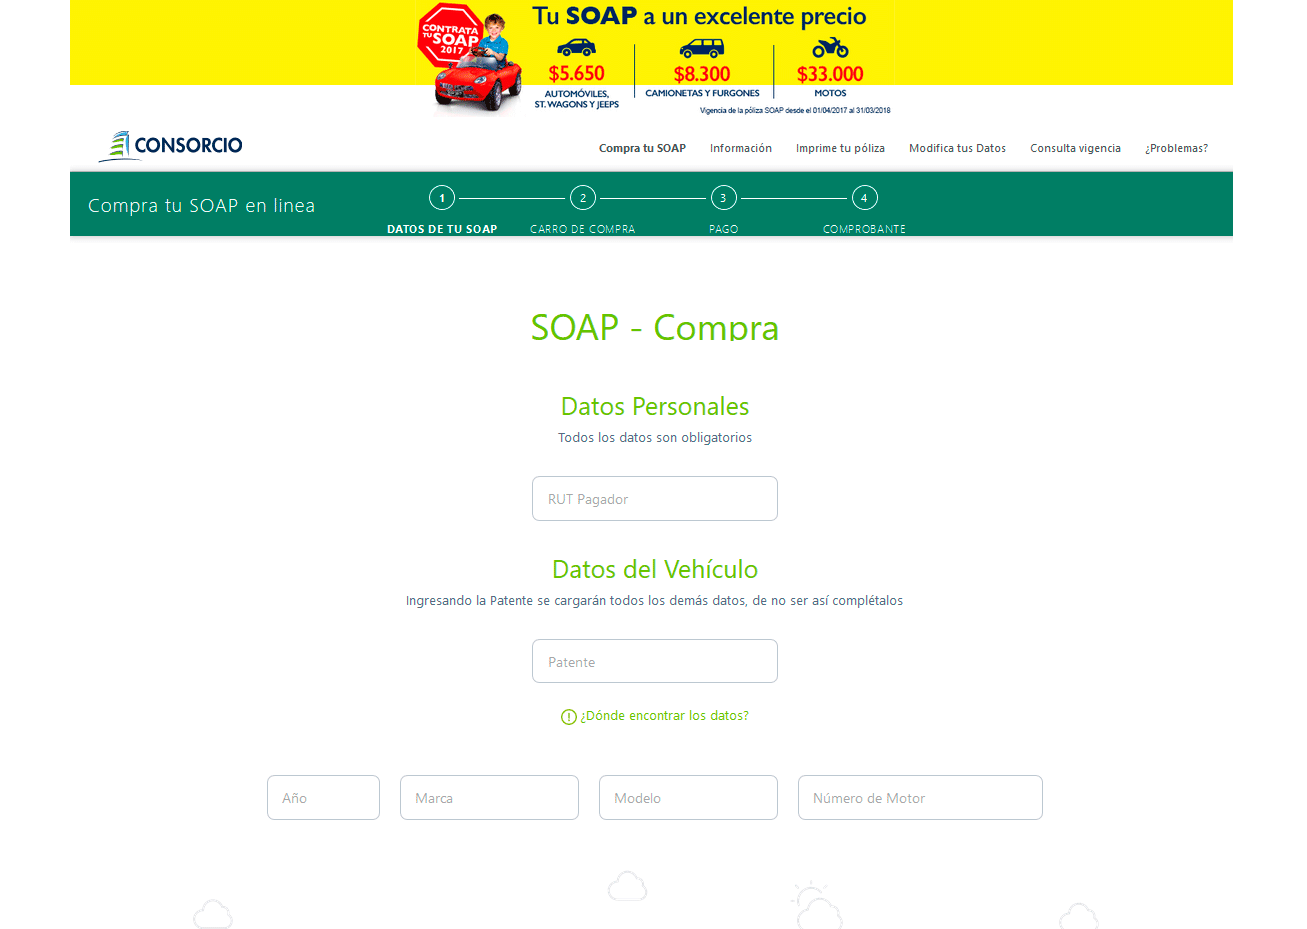 Tu SOAP a un excelente precio
CONTRATA
TU SOAP
2017
$5.650
$8.300
$33.000
AUTOMÓVILES,
ST. WAGONS Y JEEPS
CAMIONETAS Y FURGONES
MOTOS
Vigencia de la póliza SOAP desde el 01/04/2017 al 31/03/2018
CONSORCIO
Compra tu SOAP
Información
Imprime tu póliza
Modifica tus Datos
Consulta vigencia
¿Problemas?
Compra tu SOAP en linea
1
2
3
4
DATOS DE TU SOAP
CARRO DE COMPRA
PAGO
COMPROBANTE
SOAP - Compra
Datos Personales
Todos los datos son obligatorios
RUT Pagador
Datos del Vehículo
Ingresando la Patente se cargarán todos los demás datos, de no ser así complétalos
Patente
¿Dónde encontrar los datos?
Año
Marca
Modelo
Número de Motor